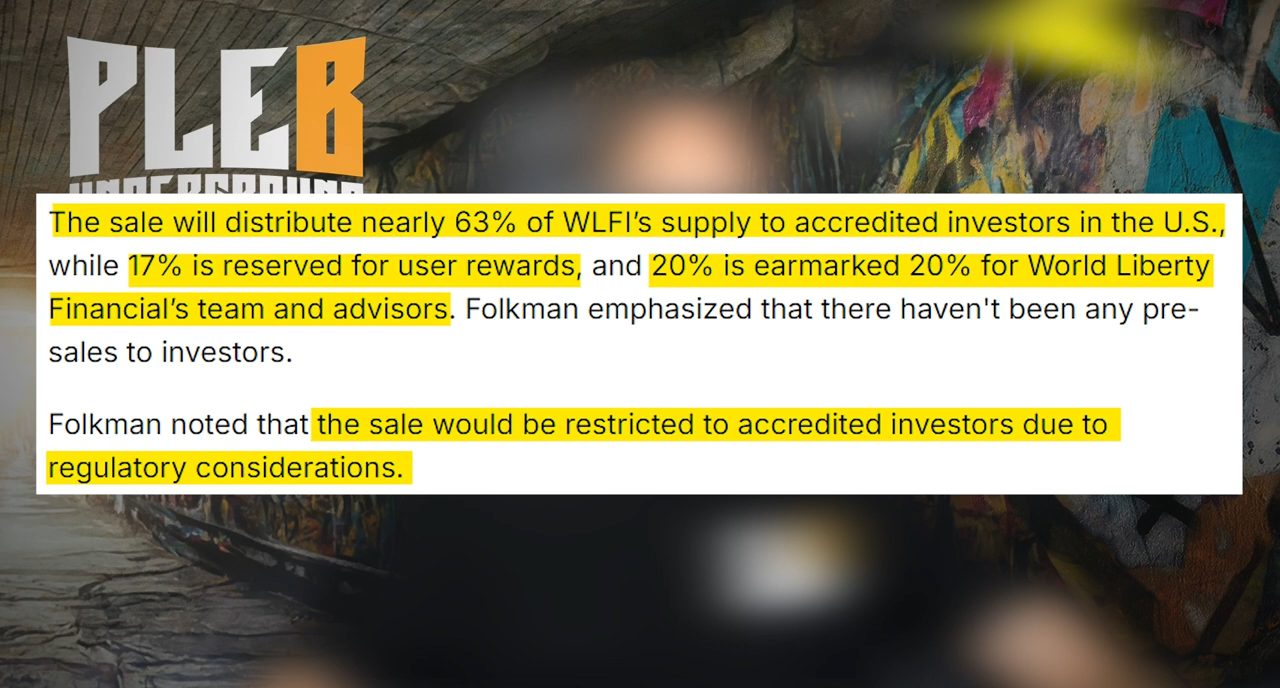 PLEB
UNDERGROUND
The sale will distribute nearly 63% of WLFI’s supply to accredited investors in the U.S.,
while 17% is reserved for user rewards, and 20% is earmarked 20% for World Liberty
Financial’s team and advisors. Folkman emphasized that there haven't been any pre-
sales to investors.
Folkman noted that the sale would be restricted to accredited investors due to
regulatory considerations.